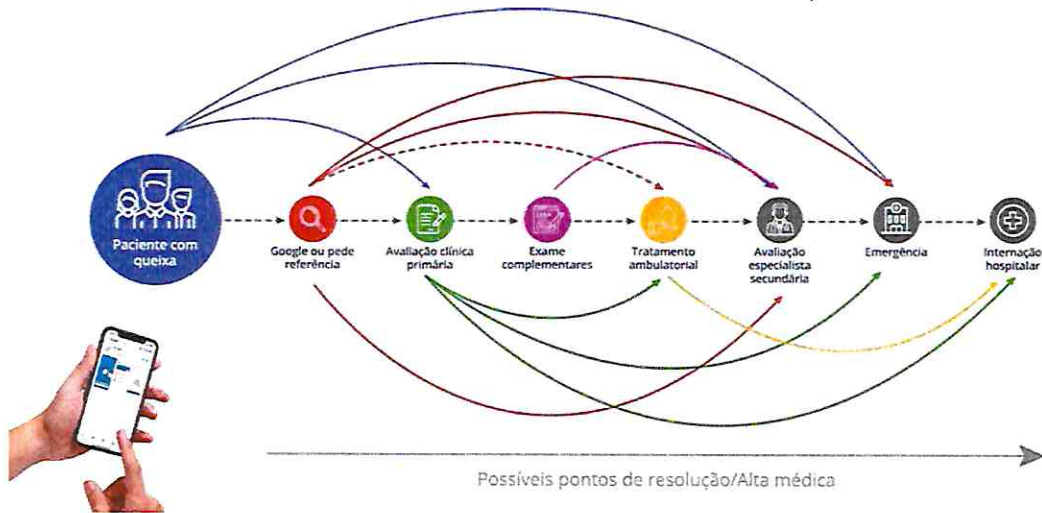 Paciente com
queixa
Google ou pede
referência
Avaliação clínica
primária
Exame
complementares
Tratamento
ambulatorial
Avaliação
especialista
secundária
Emergência
Internação
hospitalar
Possíveis pontos de resolução/Alta médica